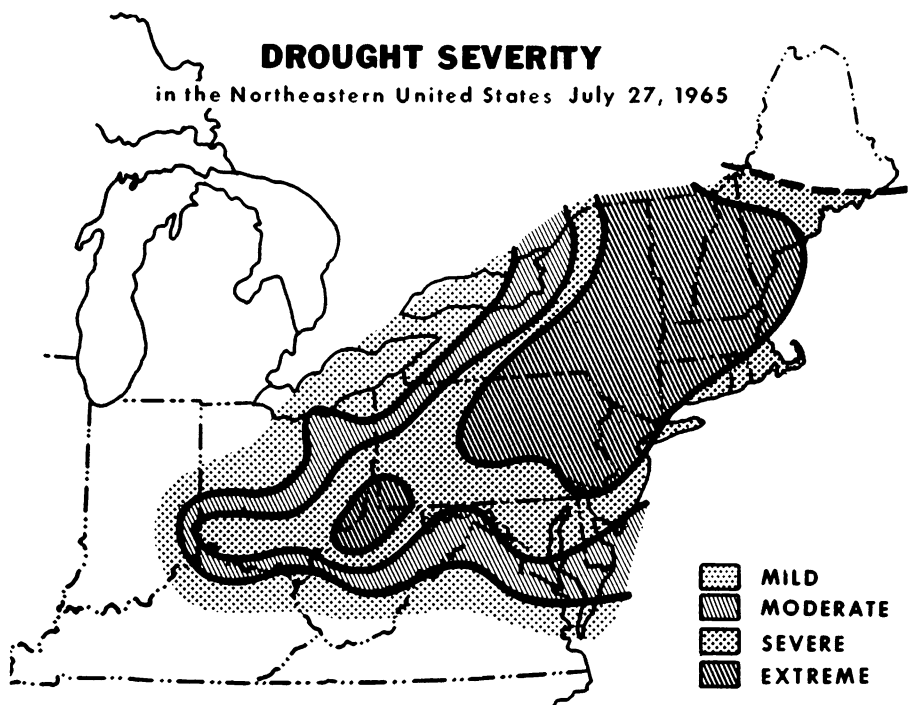 DROUGHT SEVERITY
in the Northeastern United States July 27, 1965
MILD
MODERATE
SEVERE
EXTREME